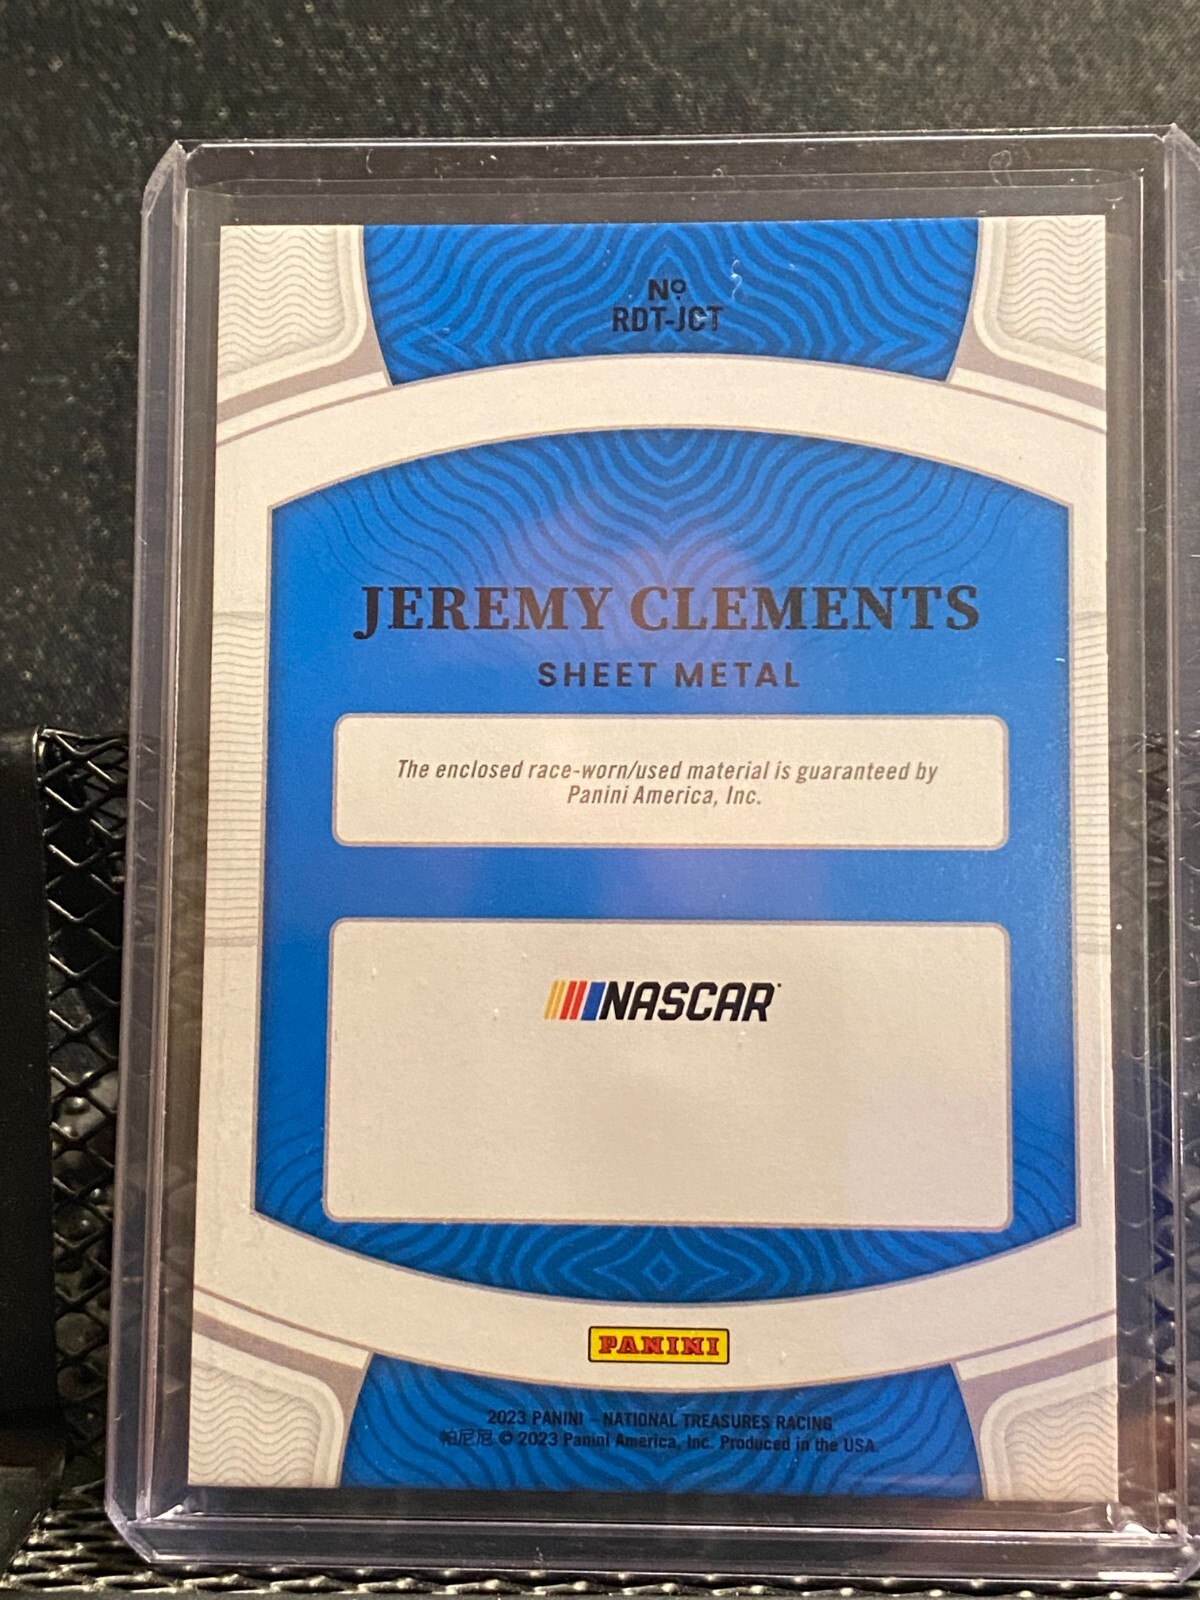 Nº
RDT-JCT
JEREMY CLEMENTS
SHEET METAL
The enclosed race-worn/used material is guaranteed by
Panini America, Inc.
NASCAR
PANINI
2023 PANINI – NATIONAL TREASURES RACING
帕尼尼 © 2023 Panini America, Inc. Produced in the USA.